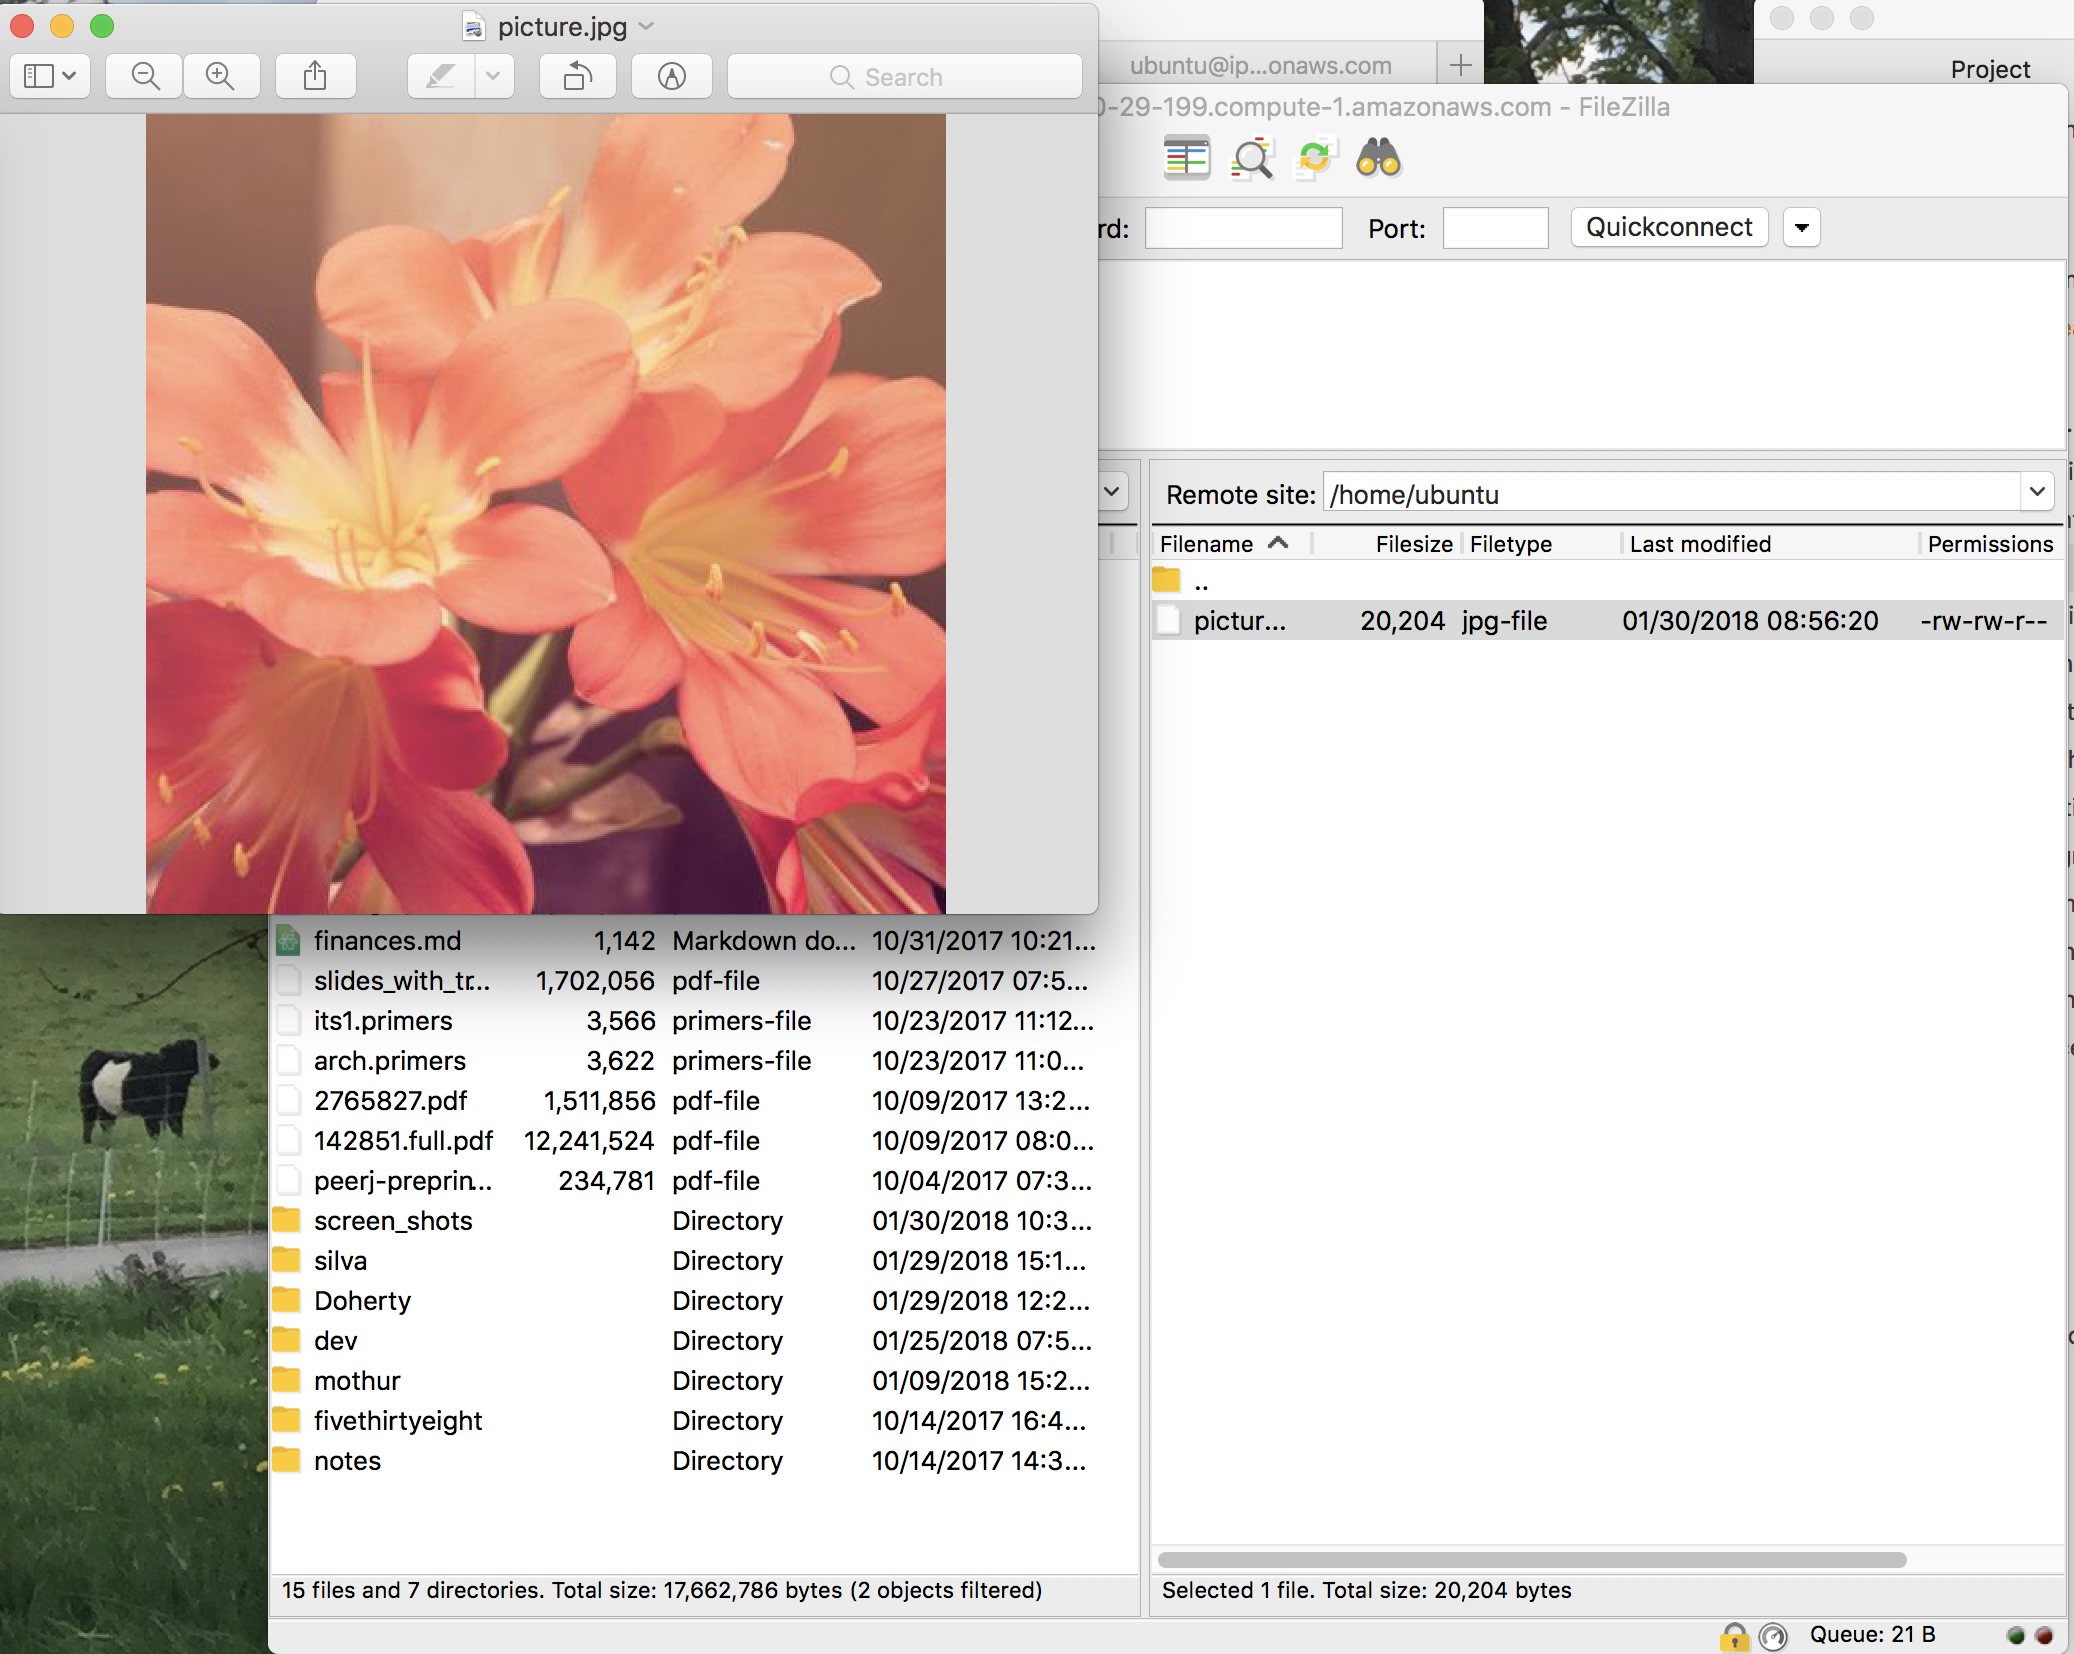 picture.jpg
Search
ubuntu@ip...onaws.com
Project
-29-199.compute-1.amazonaws.com - FileZilla
rd:
Port:
Quickconnect
Remote site: /home/ubuntu
Filename Filesize Filetype Last modified Permissions
..
pictur... 20,204 jpg-file 01/30/2018 08:56:20 -rw-rw-r--
finances.md 1,142 Markdown do... 10/31/2017 10:21...
slides_with_tr... 1,702,056 pdf-file 10/27/2017 07:5...
its1.primers 3,566 primers-file 10/23/2017 11:12...
arch.primers 3,622 primers-file 10/23/2017 11:0...
2765827.pdf 1,511,856 pdf-file 10/09/2017 13:2...
142851.full.pdf 12,241,524 pdf-file 10/09/2017 08:0...
peerj-preprin... 234,781 pdf-file 10/04/2017 07:3...
screen_shots Directory 01/30/2018 10:3...
silva Directory 01/29/2018 15:1...
Doherty Directory 01/29/2018 12:2...
dev Directory 01/25/2018 07:5...
mothur Directory 01/09/2018 15:2...
fivethirtyeight Directory 10/14/2017 16:4...
notes Directory 10/14/2017 14:3...
15 files and 7 directories. Total size: 17,662,786 bytes (2 objects filtered)
Selected 1 file. Total size: 20,204 bytes
Queue: 21 B